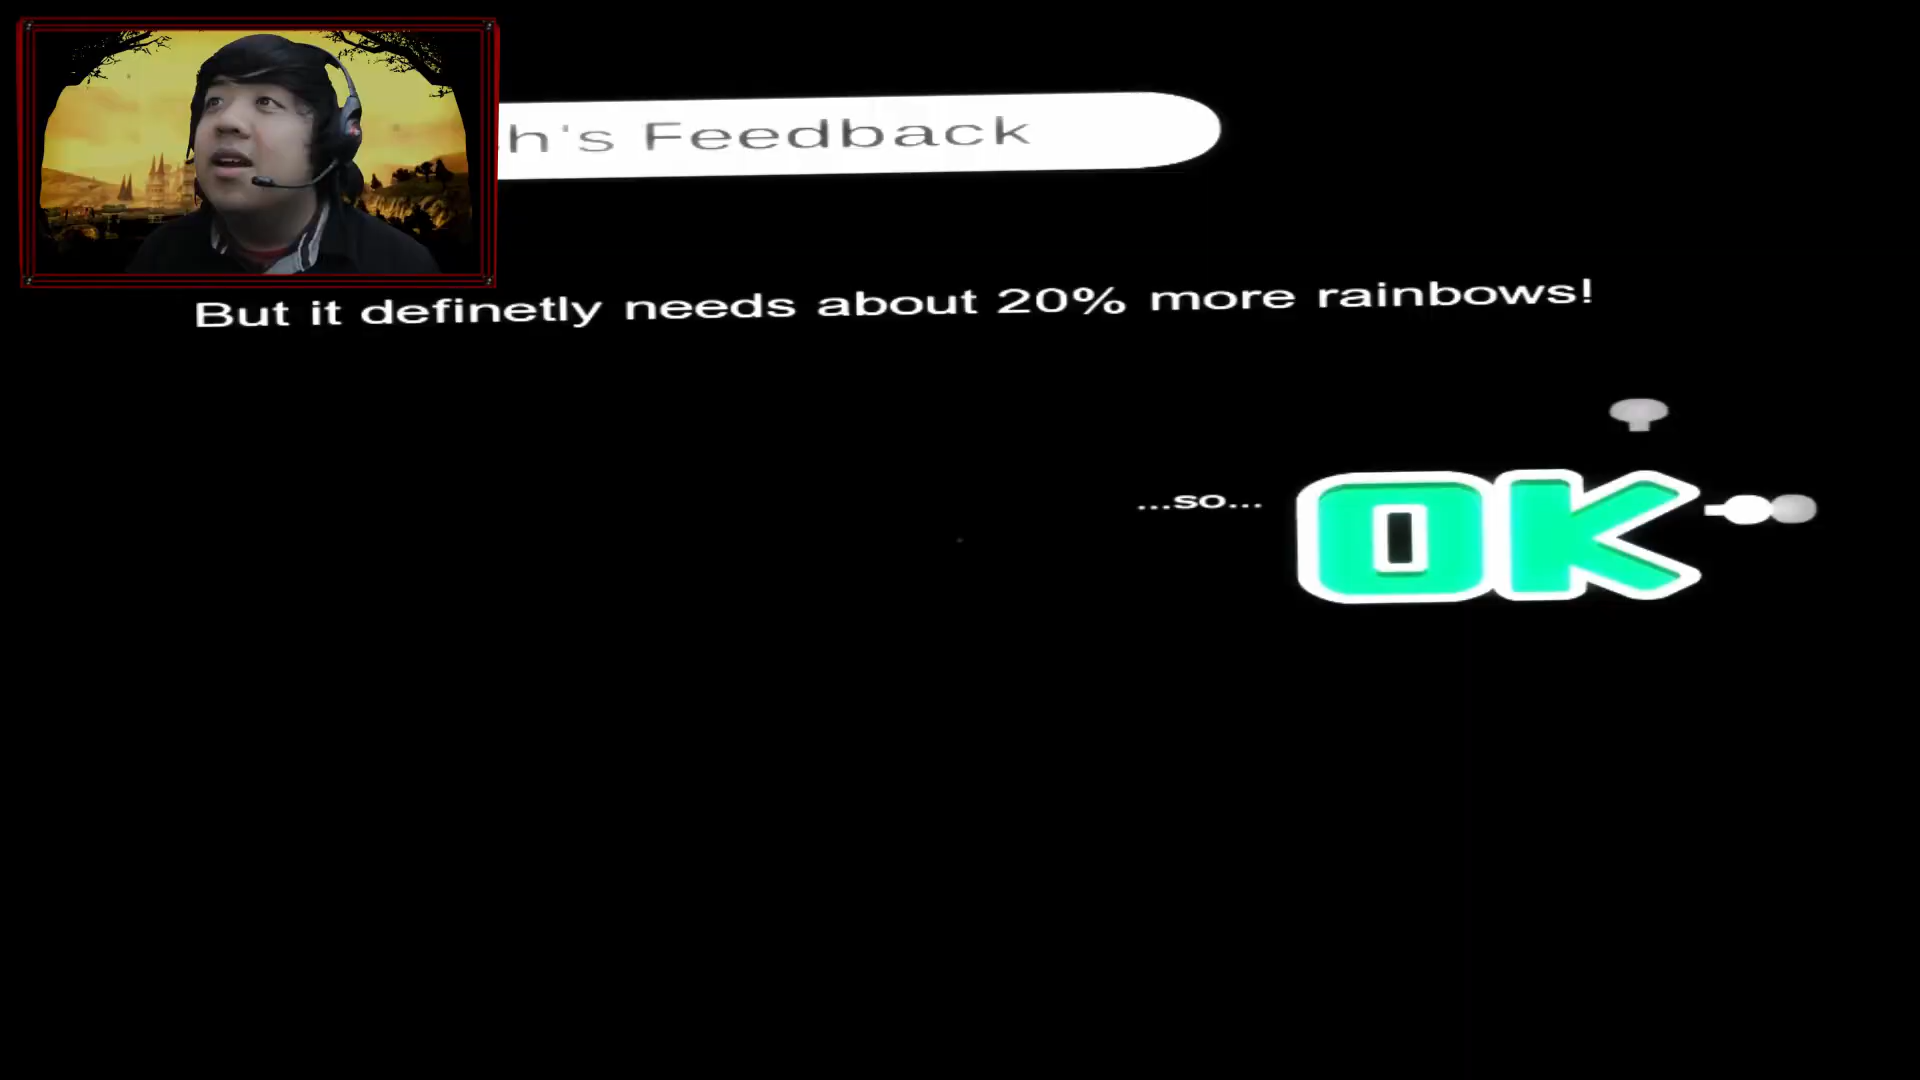 h's Feedback
But it definetly needs about 20% more rainbows!
...so...
OK